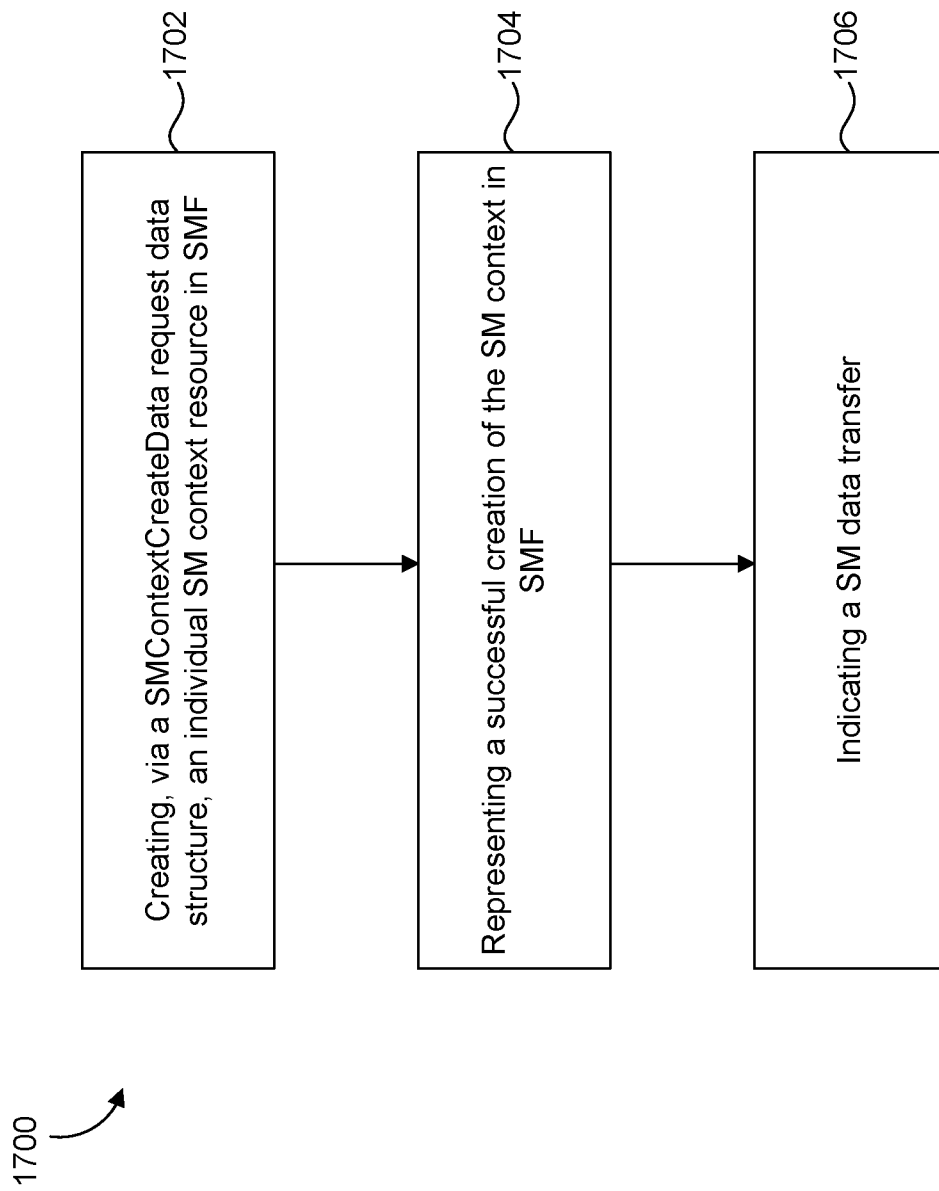 1700
Creating, via a SMContextCreateData request data
structure, an individual SM context resource in SMF
1702
Representing a successful creation of the SM context in
SMF
1704
Indicating a SM data transfer
1706